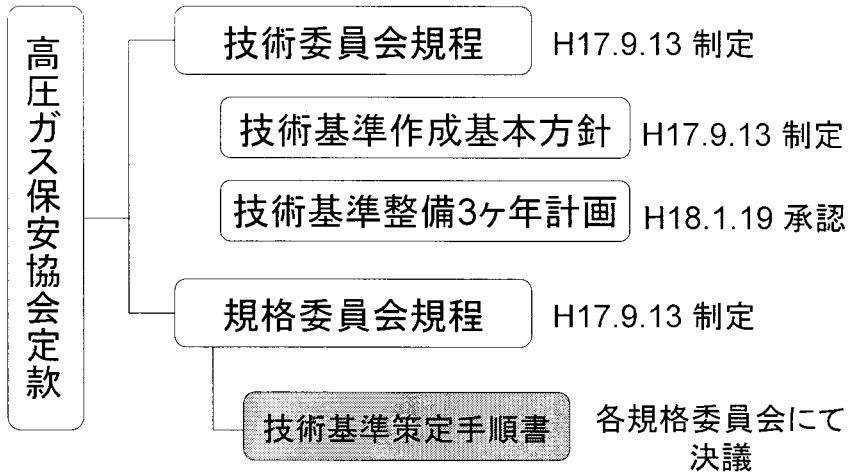 高圧ガス保安協会定款
技術委員会規程 H17.9.13 制定
技術基準作成基本方針 H17.9.13 制定
技術基準整備3ヶ年計画 H18.1.19 承認
規格委員会規程 H17.9.13 制定
技術基準策定手順書 各規格委員会にて
決議